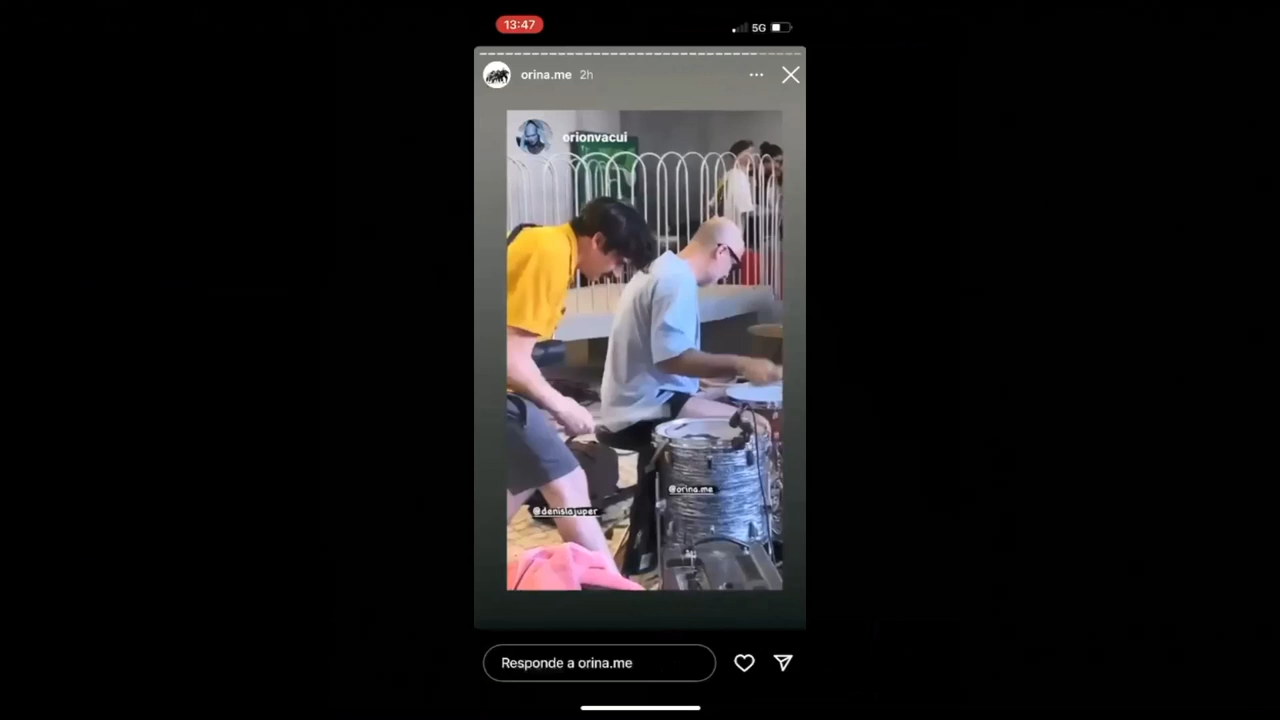 13:47
5G
orina.me 2h
orionvacui
@orina.me
@denislajuper
Responde a orina.me